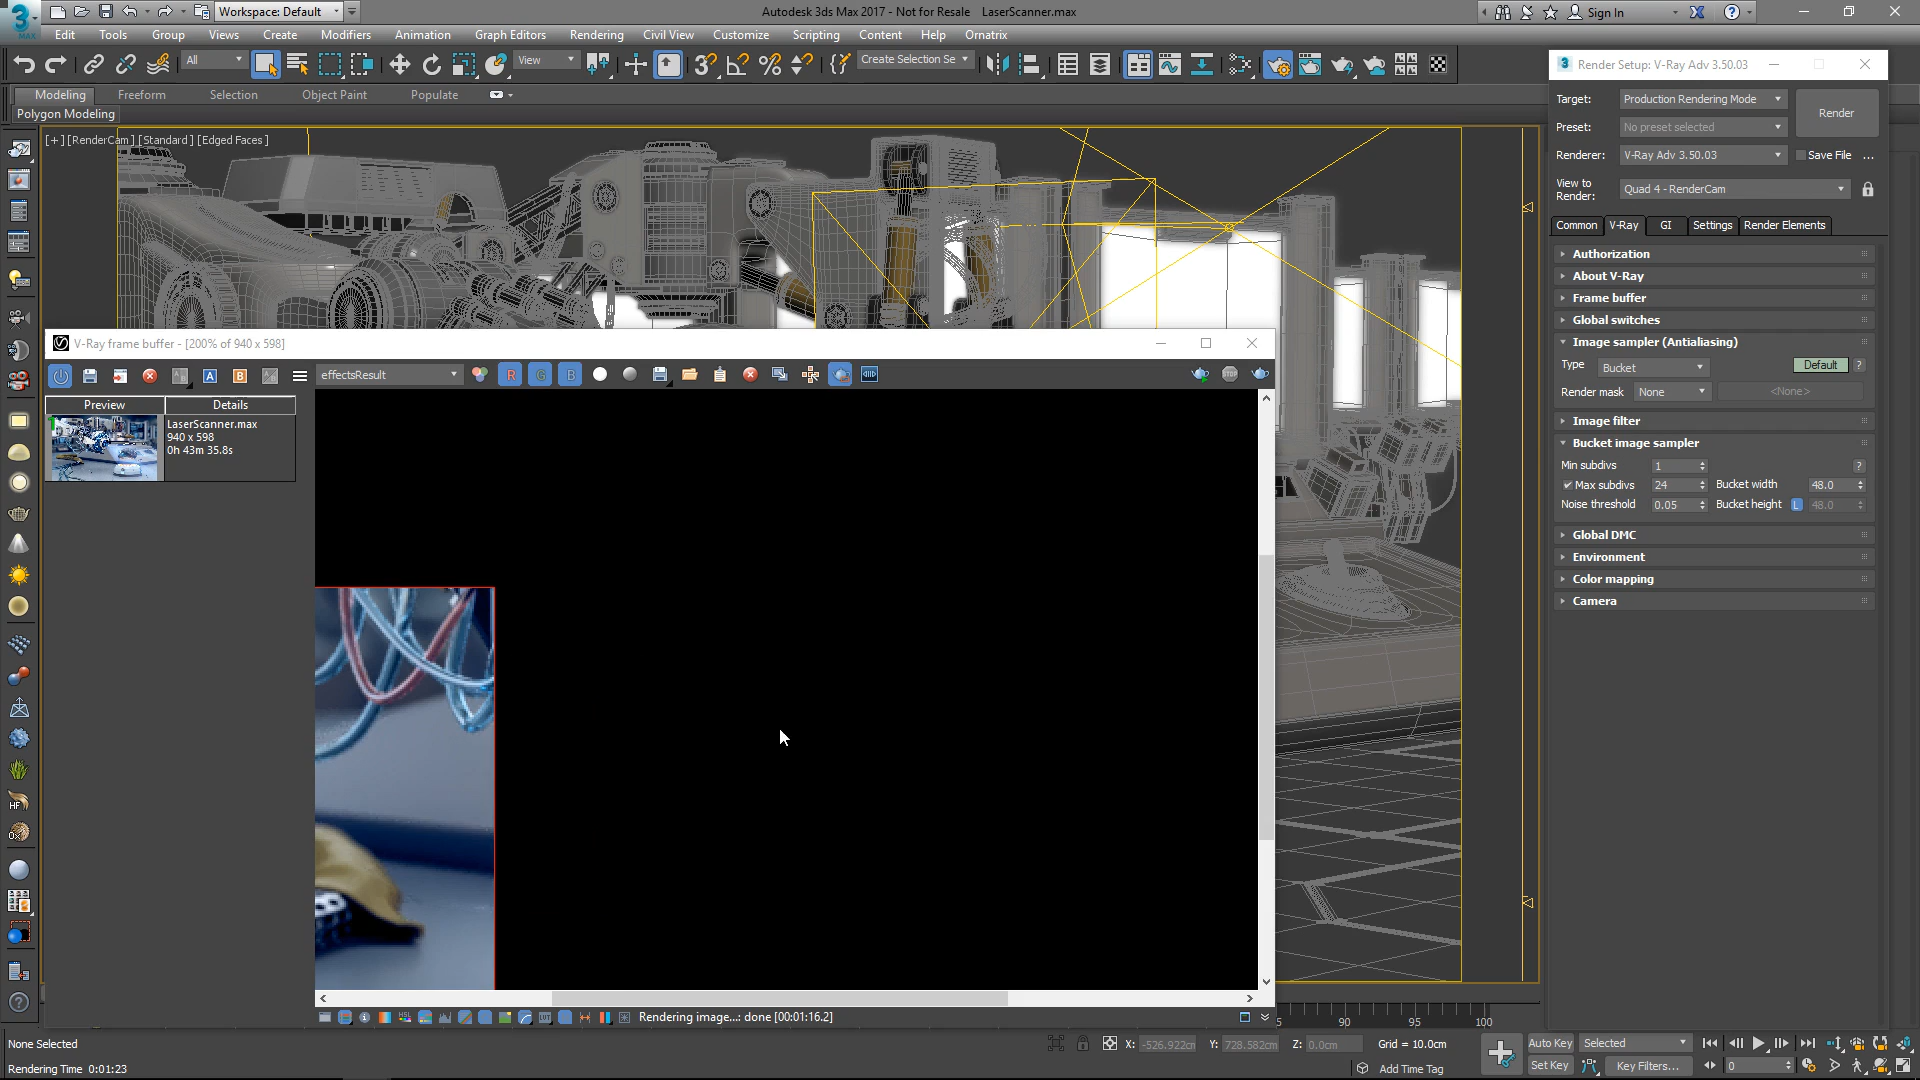 Workspace: Default
Autodesk 3ds Max 2017 - Not for Resale LaserScanner.max
Sign In
MAX
Edit Tools Group Views Create Modifiers Animation Graph Editors Rendering Civil View Customize Scripting Content Help Ornatrix
All
View
Create Selection Se
Modeling Freeform Selection Object Paint Populate
Polygon Modeling
[+] [RenderCam] [Standard] [Edged Faces]
Render Setup: V-Ray Adv 3.50.03
Target: Production Rendering Mode
Render
Preset: No preset selected
Renderer: V-Ray Adv 3.50.03
Save File ...
View to Render: Quad 4 - RenderCam
Common V-Ray GI Settings Render Elements
Authorization
About V-Ray
Frame buffer
Global switches
Image sampler (Antialiasing)
Type Bucket Default ?
Render mask None <None>
Image filter
Bucket image sampler
Min subdivs 1 ?
Max subdivs 24 Bucket width 48.0
Noise threshold 0.05 Bucket height L 48.0
Global DMC
Environment
Color mapping
Camera
V-Ray frame buffer - [200% of 940 x 598]
effectsResult
R G B
STOP
Preview Details
LaserScanner.max
940 x 598
0h 43m 35.8s
Rendering image...: done [00:01:16.2]
90 95 100
None Selected
X: -526.922cm Y: 728.582cm Z: 0.0cm Grid = 10.0cm
Auto Key Selected
Rendering Time 0:01:23
Add Time Tag
Set Key Key Filters... 0